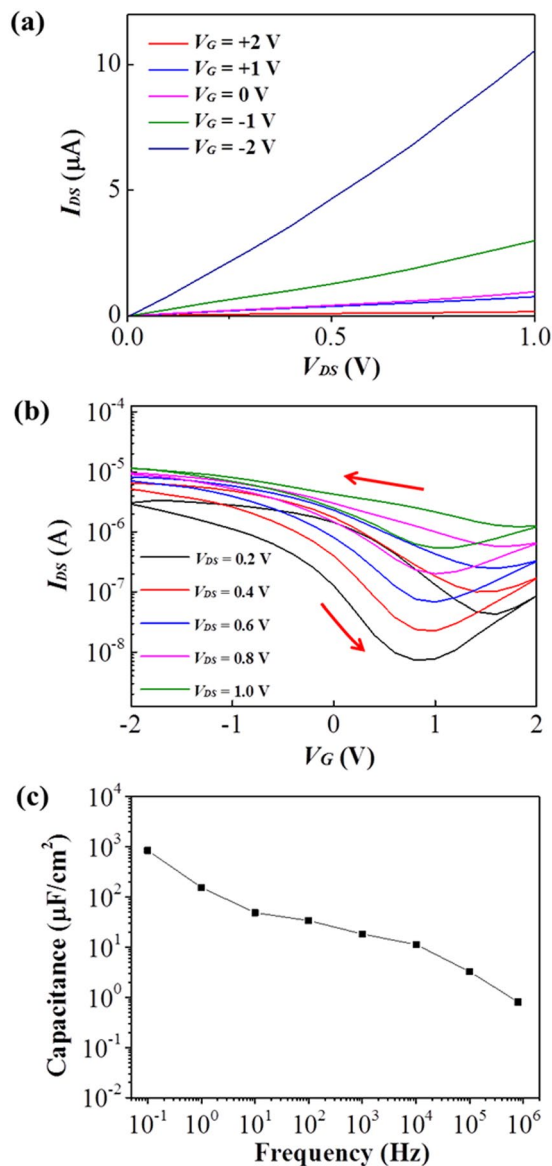 (a)
V_G = +2 V
V_G = +1 V
V_G = 0 V
V_G = -1 V
V_G = -2 V
10
5
0
I_DS (μA)
0.0
0.5
1.0
V_DS (V)
(b)
10^-4
10^-5
10^-6
10^-7
10^-8
I_DS (A)
V_DS = 0.2 V
V_DS = 0.4 V
V_DS = 0.6 V
V_DS = 0.8 V
V_DS = 1.0 V
-2
-1
0
1
2
V_G (V)
(c)
10^4
10^3
10^2
10^1
10^0
10^-1
10^-2
Capacitance (μF/cm^2)
10^-1
10^0
10^1
10^2
10^3
10^4
10^5
10^6
Frequency (Hz)